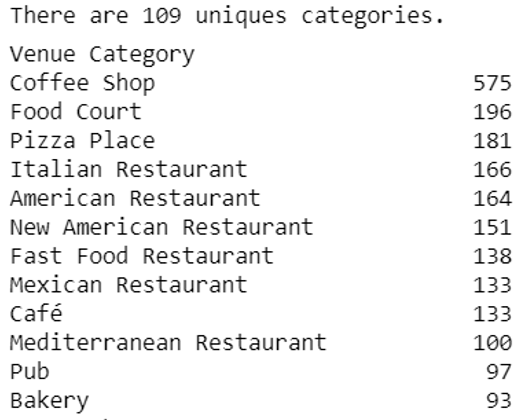 There are 109 uniques categories.
Venue Category
Coffee Shop 575
Food Court 196
Pizza Place 181
Italian Restaurant 166
American Restaurant 164
New American Restaurant 151
Fast Food Restaurant 138
Mexican Restaurant 133
Café 133
Mediterranean Restaurant 100
Pub 97
Bakery 93